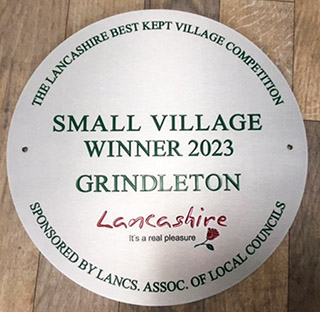 THE LANCASHIRE BEST KEPT VILLAGE COMPETITION
SMALL VILLAGE
WINNER 2023
GRINDLETON
Lancashire
It's a real pleasure
SPONSORED BY LANCS. ASSOC. OF LOCAL COUNCILS